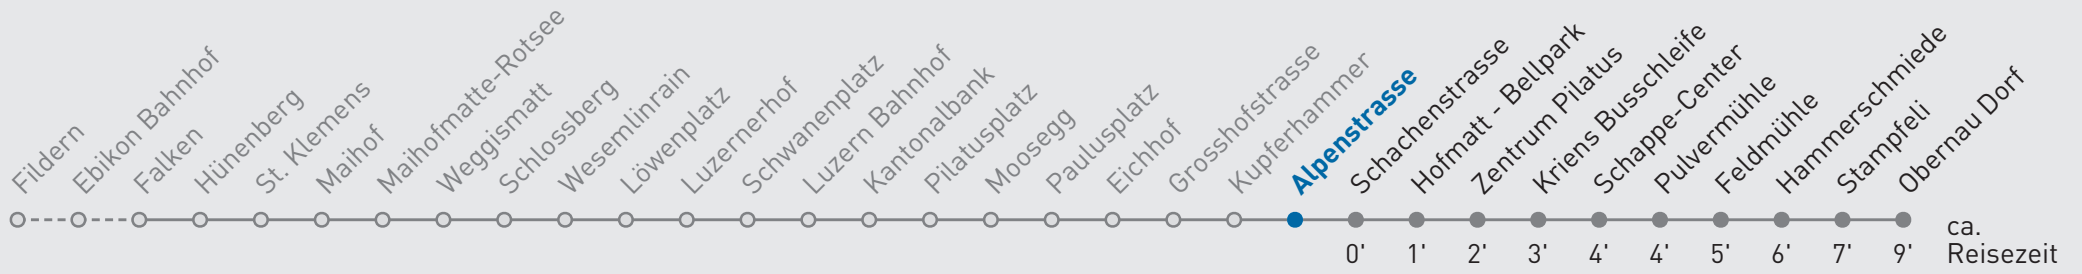 Fildern
Ebikon Bahnhof
Falken
Hünenberg
St. Klemens
Maihof
Maihofmatte-Rotsee
Weggismatt
Schlossberg
Wesemlinrain
Löwenplatz
Luzernerhof
Schwanenplatz
Luzern Bahnhof
Kantonalbank
Pilatusplatz
Moosegg
Paulusplatz
Eichhof
Grosshofstrasse
Kupferhammer
Alpenstrasse
Schachenstrasse
Hofmatt - Bellpark
Zentrum Pilatus
Kriens Busschleife
Schappe-Center
Pulvermühle
Feldmühle
Hammerschmiede
Stampfeli
Obernau Dorf
0' 1' 2' 3' 4' 4' 5' 6' 7' 9'
ca.
Reisezeit